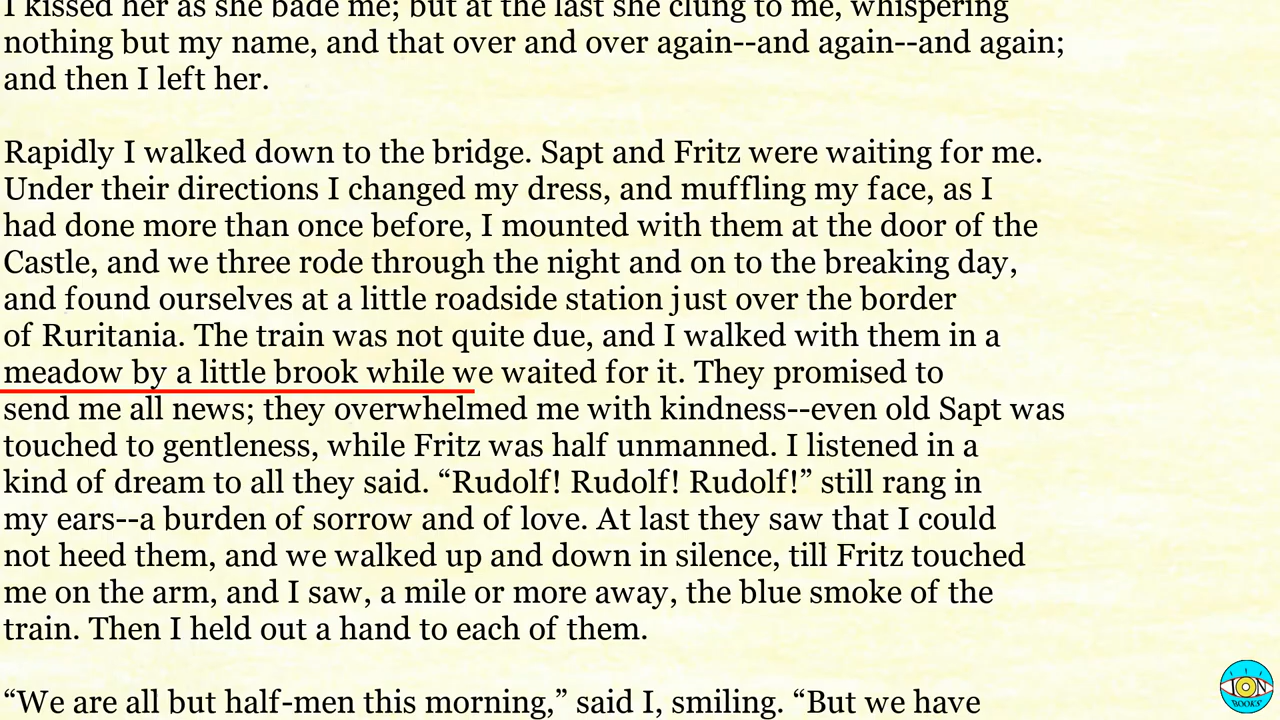 I kissed her as she bade me; but at the last she clung to me, whispering
nothing but my name, and that over and over again--and again--and again;
and then I left her.
Rapidly I walked down to the bridge. Sapt and Fritz were waiting for me.
Under their directions I changed my dress, and muffling my face, as I
had done more than once before, I mounted with them at the door of the
Castle, and we three rode through the night and on to the breaking day,
and found ourselves at a little roadside station just over the border
of Ruritania. The train was not quite due, and I walked with them in a
meadow by a little brook while we waited for it. They promised to
send me all news; they overwhelmed me with kindness--even old Sapt was
touched to gentleness, while Fritz was half unmanned. I listened in a
kind of dream to all they said. “Rudolf! Rudolf! Rudolf!” still rang in
my ears--a burden of sorrow and of love. At last they saw that I could
not heed them, and we walked up and down in silence, till Fritz touched
me on the arm, and I saw, a mile or more away, the blue smoke of the
train. Then I held out a hand to each of them.
“We are all but half-men this morning,” said I, smiling. “But we have
I
ION
BOOKS